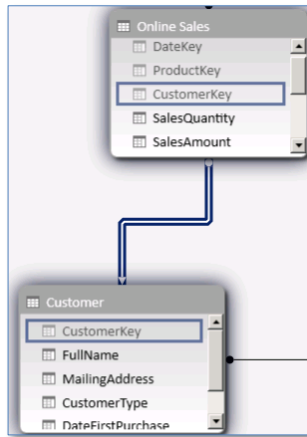 Online Sales
DateKey
ProductKey
CustomerKey
SalesQuantity
SalesAmount
Customer
CustomerKey
FullName
MailingAddress
CustomerType
DateFirstPurchase